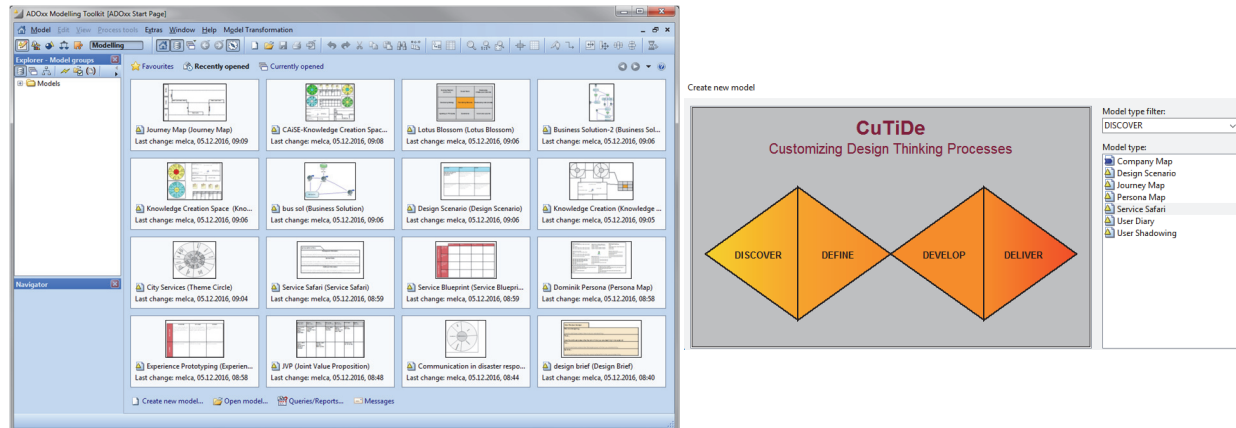 ADOxx Modelling Toolkit [ADOxx Start Page]
Model Edit View Process tools Extras Window Help Model Transformation
Modelling
Explorer - Model groups
Models
Navigator
Favourites Recently opened Currently opened
Journey Map (Journey Map)
Last change: melca, 05.12.2016, 09:09
CAiSE-Knowledge Creation Spac...
Last change: melca, 05.12.2016, 09:08
Lotus Blossom (Lotus Blossom)
Last change: melca, 05.12.2016, 09:06
Business Solution-2 (Business Sol...
Last change: melca, 05.12.2016, 09:06
Knowledge Creation Space (Kno...
Last change: melca, 05.12.2016, 09:06
bus sol (Business Solution)
Last change: melca, 05.12.2016, 09:06
Design Scenario (Design Scenario)
Last change: melca, 05.12.2016, 09:06
Knowledge Creation (Knowledge ...
Last change: melca, 05.12.2016, 09:05
City Services (Theme Circle)
Last change: melca, 05.12.2016, 09:04
Service Safari (Service Safari)
Last change: melca, 05.12.2016, 08:59
Service Blueprint (Service Bluepri...
Last change: melca, 05.12.2016, 08:59
Dominik Persona (Persona Map)
Last change: melca, 05.12.2016, 08:58
Experience Prototyping (Experien...
Last change: melca, 05.12.2016, 08:58
JVP (Joint Value Proposition)
Last change: melca, 05.12.2016, 08:48
Communication in disaster respo...
Last change: melca, 05.12.2016, 08:44
design brief (Design Brief)
Last change: melca, 05.12.2016, 08:40
Create new model... Open model... Queries/Reports... Messages
Create new model
CuTiDe
Customizing Design Thinking Processes
DISCOVER DEFINE DEVELOP DELIVER
Model type filter:
DISCOVER
Model type:
Company Map
Design Scenario
Journey Map
Persona Map
Service Safari
User Diary
User Shadowing